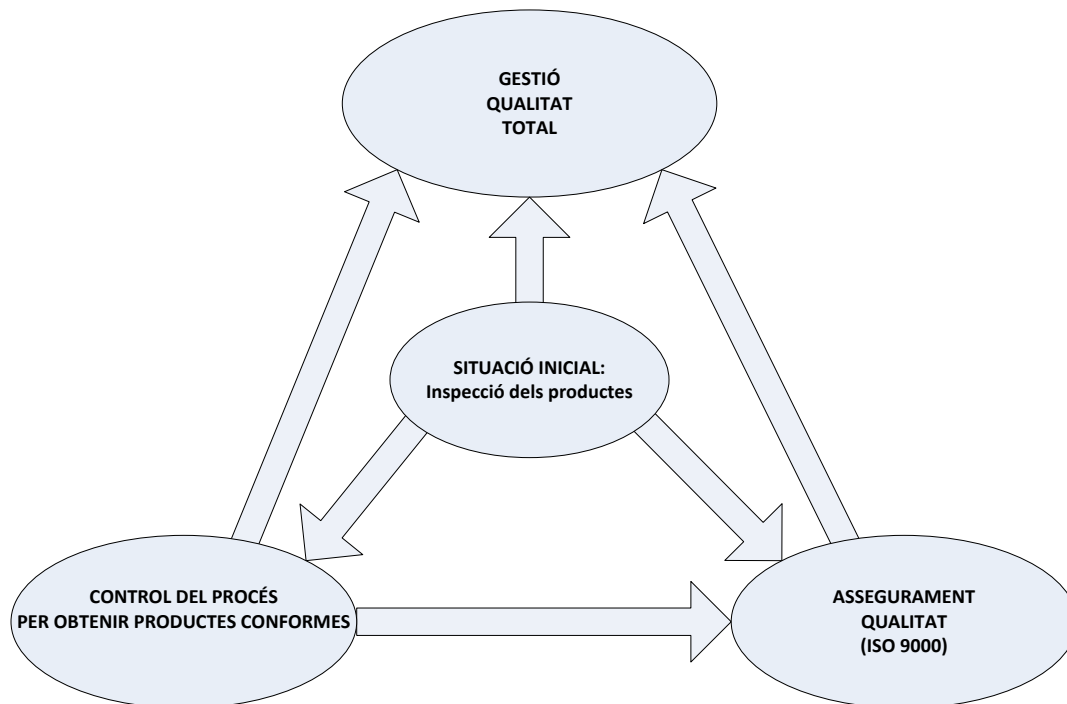 GESTIÓ
QUALITAT
TOTAL
SITUACIÓ INICIAL:
Inspecció dels productes
CONTROL DEL PROCÉS
PER OBTENIR PRODUCTES CONFORMES
ASSEGURAMENT
QUALITAT
(ISO 9000)